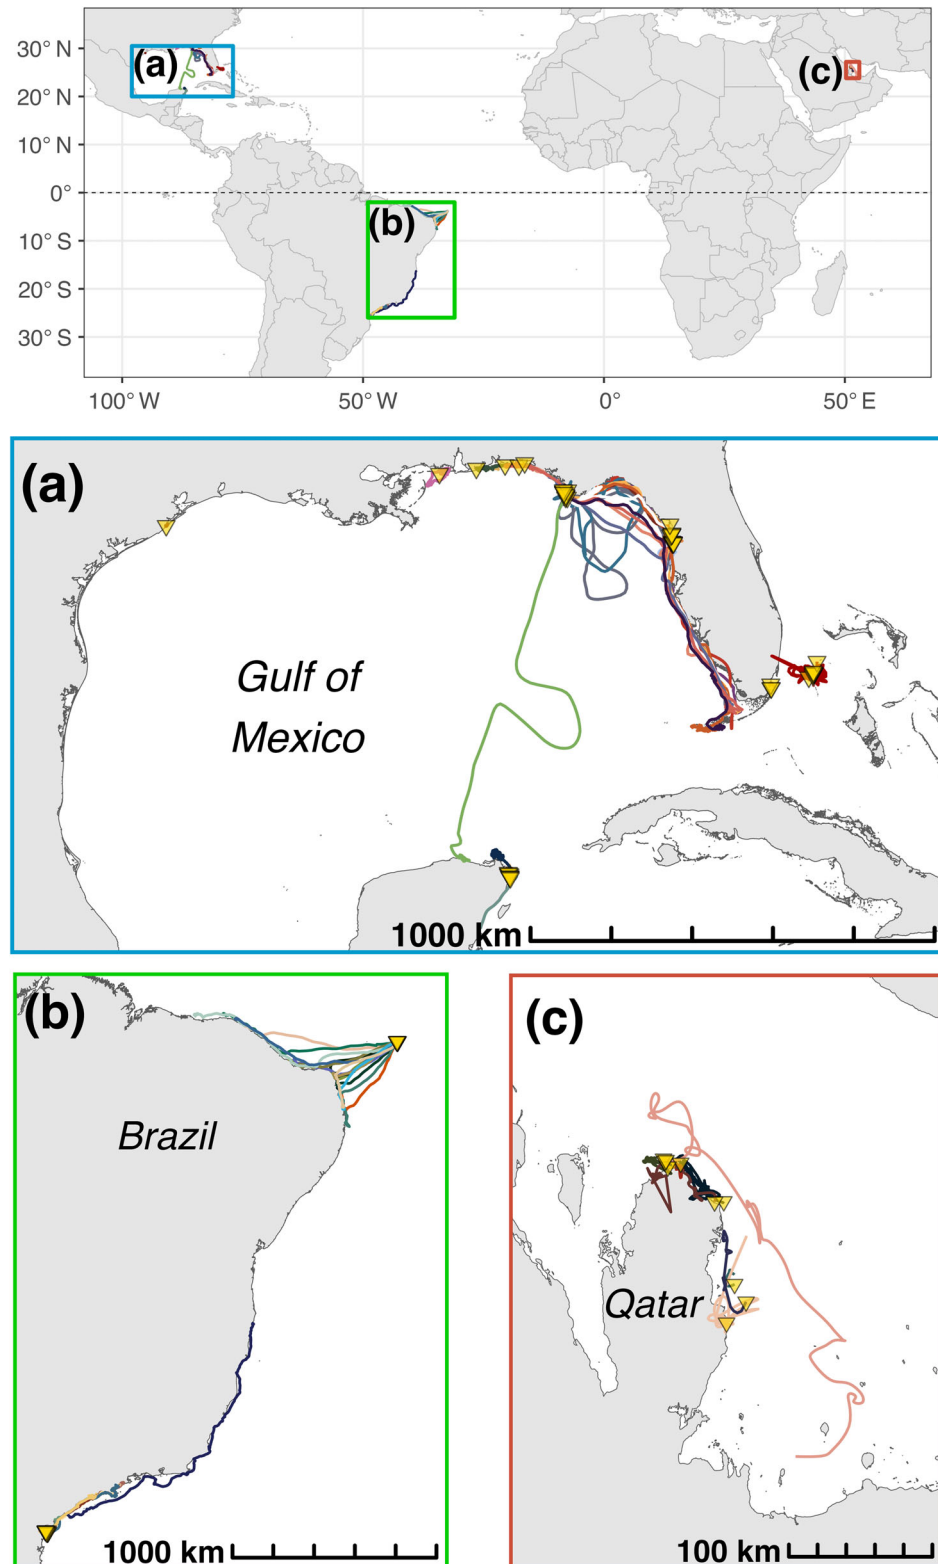 30° N
20° N
10° N
0°
10° S
20° S
30° S
(a)
(b)
(c)
100° W
50° W
0°
50° E
(a)
Gulf of
Mexico
1000 km
(b)
Brazil
1000 km
(c)
Qatar
100 km